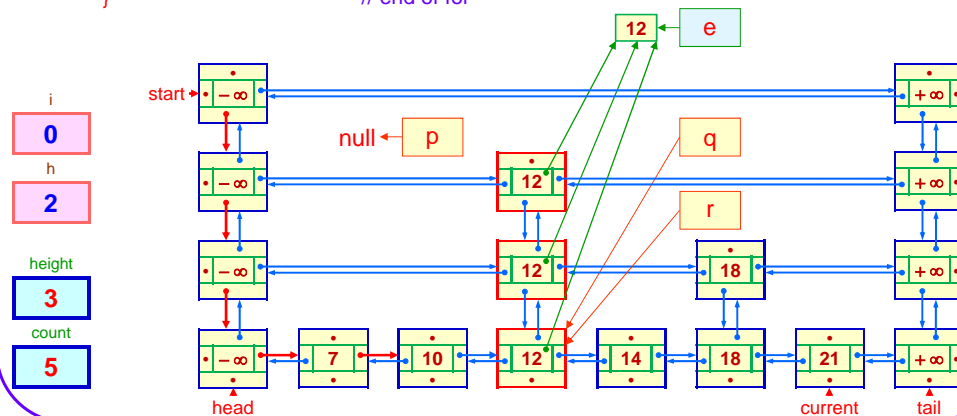 } // end of for
12 e
start − ∞ + ∞
i
0
null p q
h
2
− ∞ 12 + ∞
r
height
3
− ∞ 12 18 + ∞
count
5
− ∞ 7 10 12 14 18 21 + ∞
head current tail